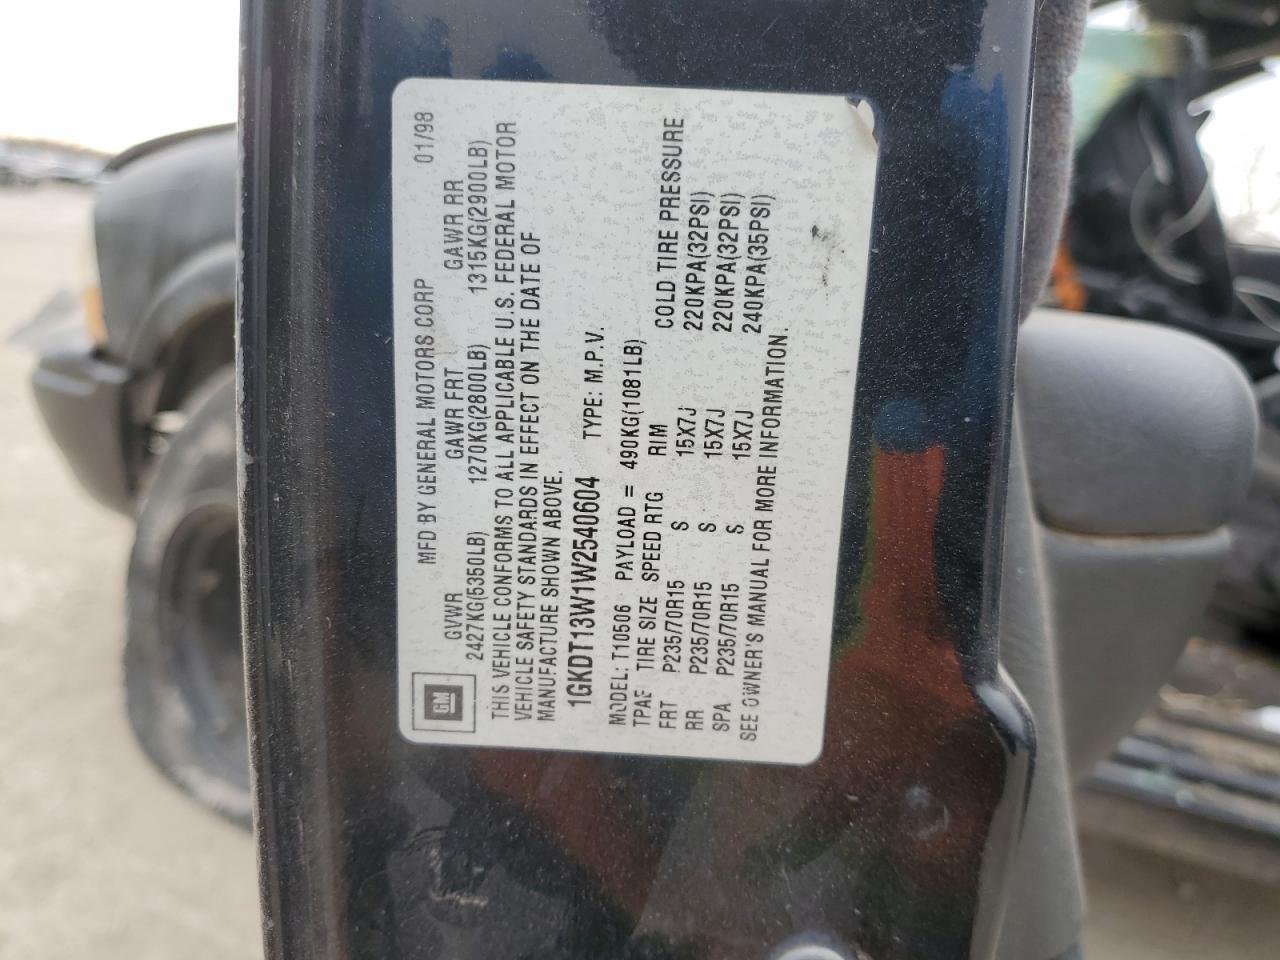 MFD BY GENERAL MOTORS CORP 01/98
GVWR GAWR FRT GAWR RR
2427KG(5350LB) 1270KG(2800LB) 1315KG(2900LB)
THIS VEHICLE CONFORMS TO ALL APPLICABLE U.S. FEDERAL MOTOR
VEHICLE SAFETY STANDARDS IN EFFECT ON THE DATE OF
MANUFACTURE SHOWN ABOVE.
GM
1GKDT13W1W2540604 TYPE: M.P.V.
MODEL: T10506 PAYLOAD = 490KG(1081LB)
TIRE SIZE SPEED RTG RIM COLD TIRE PRESSURE
FRT P235/70R15 S 15X7J 220KPA(32PSI)
RR P235/70R15 S 15X7J 220KPA(32PSI)
SPA P235/70R15 S 15X7J 240KPA(35PSI)
SEE OWNER'S MANUAL FOR MORE INFORMATION.